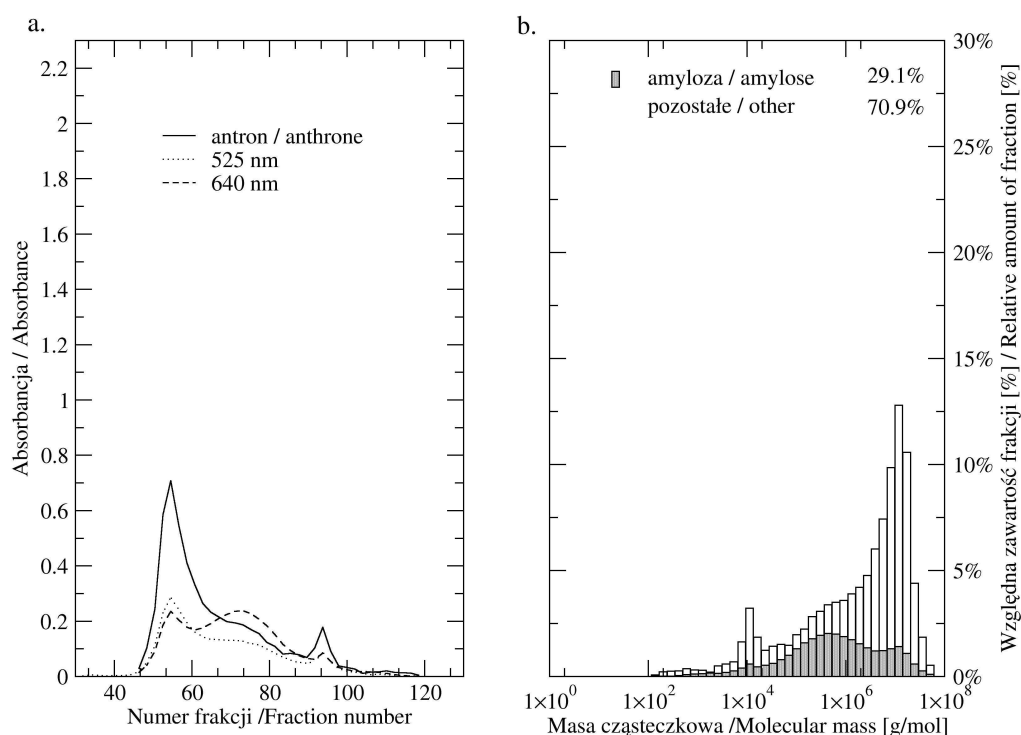 a.
2.2
2
1.8
1.6
1.4
1.2
1
0.8
0.6
0.4
0.2
0
Absorbancja / Absorbance
antron / anthrone
525 nm
640 nm
40 60 80 100 120
Numer frakcji /Fraction number
b.
amyloza / amylose 29.1%
pozostałe / other 70.9%
30%
25%
20%
15%
10%
5%
0%
Względna zawartość frakcji [%] / Relative amount of fraction [%]
1×10⁰ 1×10² 1×10⁴ 1×10⁶ 1×10⁸
Masa cząsteczkowa /Molecular mass [g/mol]